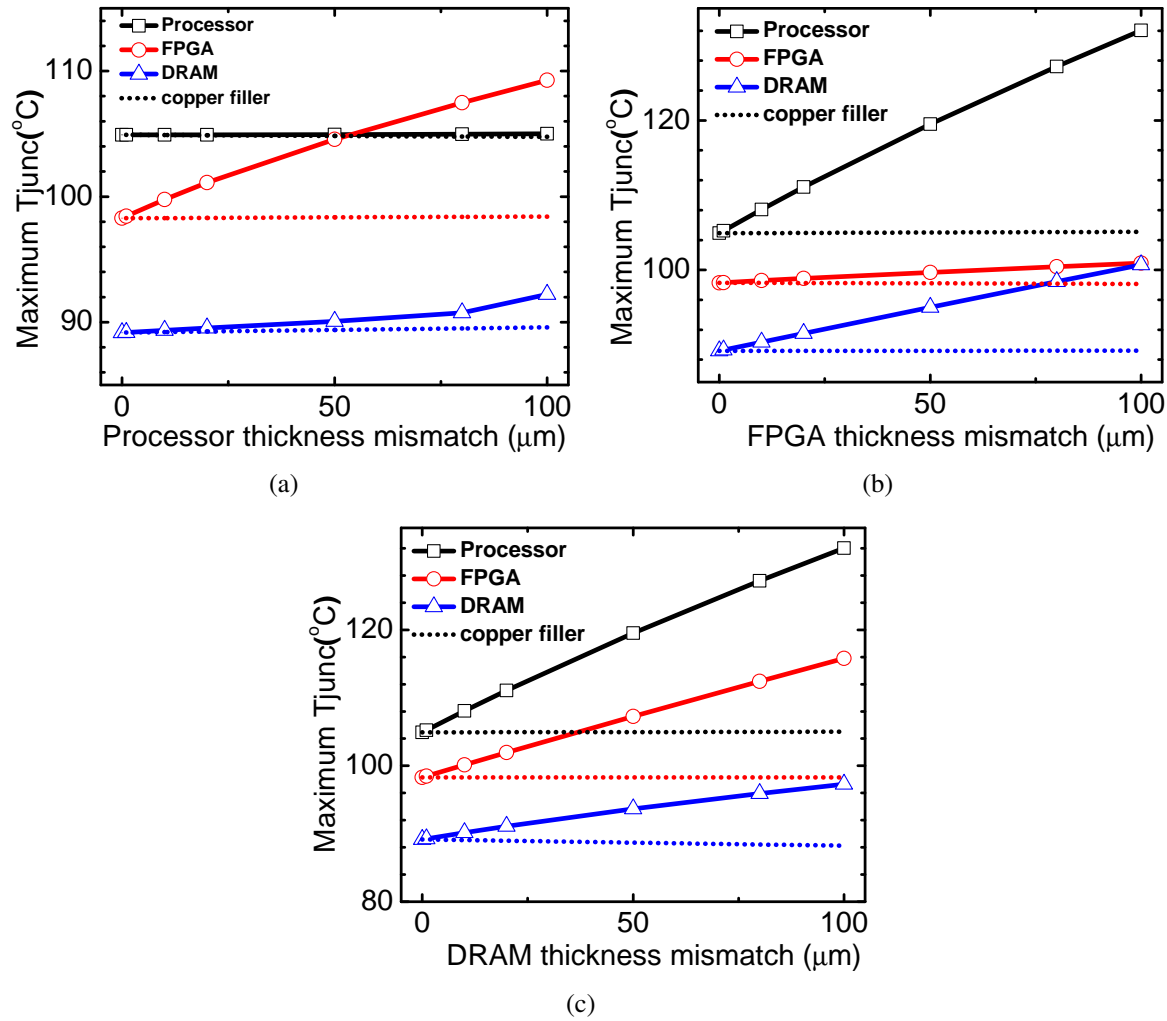 Processor
FPGA
DRAM
copper filler
110
100
90
Maximum Tjunc(°C)
0
50
100
Processor thickness mismatch (μm)
(a)
Processor
FPGA
DRAM
copper filler
120
100
Maximum Tjunc(°C)
0
50
100
FPGA thickness mismatch (μm)
(b)
Processor
FPGA
DRAM
copper filler
120
100
80
Maximum Tjunc(°C)
0
50
100
DRAM thickness mismatch (μm)
(c)